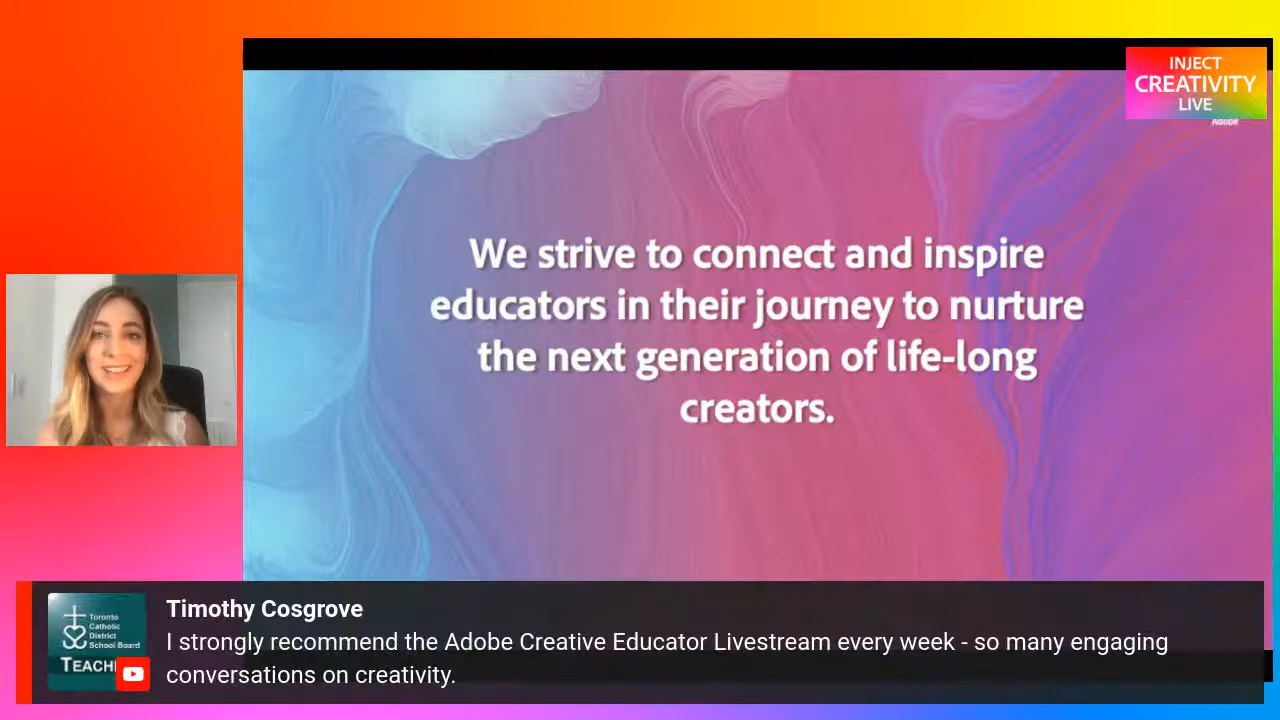 INJECT
CREATIVITY
LIVE
Adobe
We strive to connect and inspire
educators in their journey to nurture
the next generation of life-long
creators.
Toronto
Catholic
District
School Board
Timothy Cosgrove
I strongly recommend the Adobe Creative Educator Livestream every week - so many engaging
conversations on creativity.